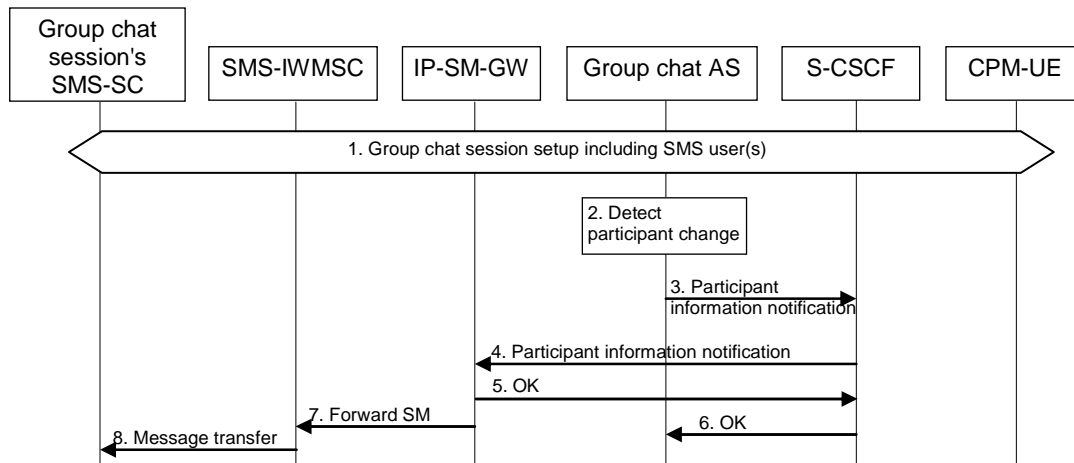 Group chat
session's
SMS-SC
SMS-IWMSC
IP-SM-GW
Group chat AS
S-CSCF
CPM-UE
1. Group chat session setup including SMS user(s)
2. Detect
participant change
3. Participant
information notification
4. Participant information notification
5. OK
7. Forward SM
6. OK
8. Message transfer